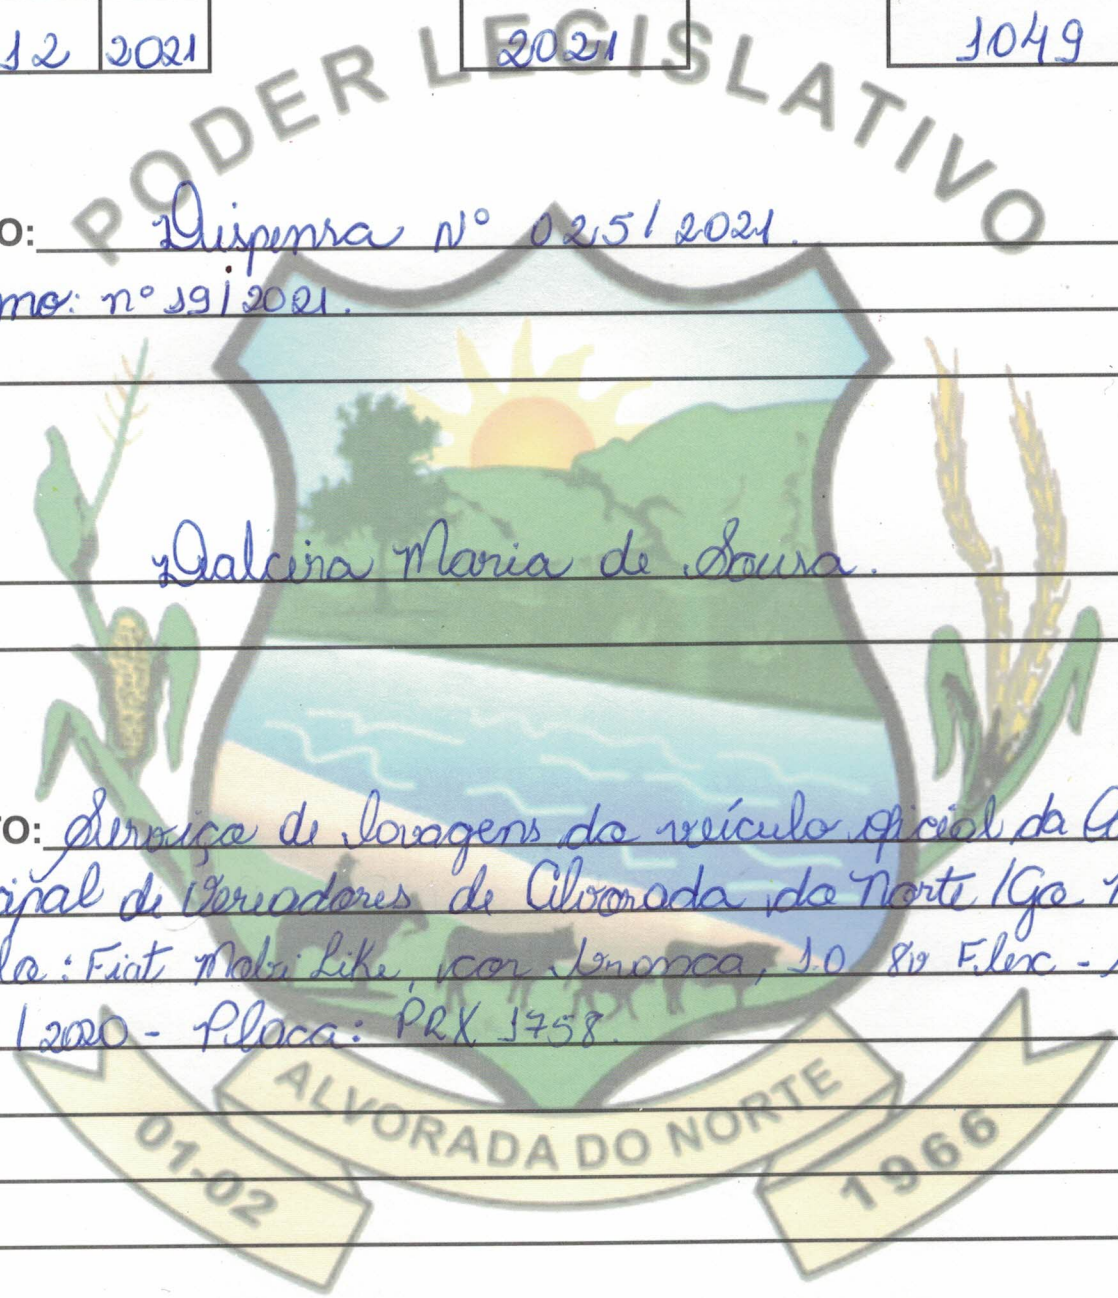 12 2021 2021 1049
PODER LEGISLATIVO
O: Dispensa Nº 025/2021.
mo: nº 19/2021.
Dalcira Maria de Sousa.
TO: Serviço de lavagens do veículo oficial da
ipal de Vereadores de Alvorada do Norte/Go
lo: Fiat Mobi Like, cor branca, 1.0 8v Flex -
/2020 - Placa: PRX 1758.
ALVORADA DO NORTE
01-02
1966